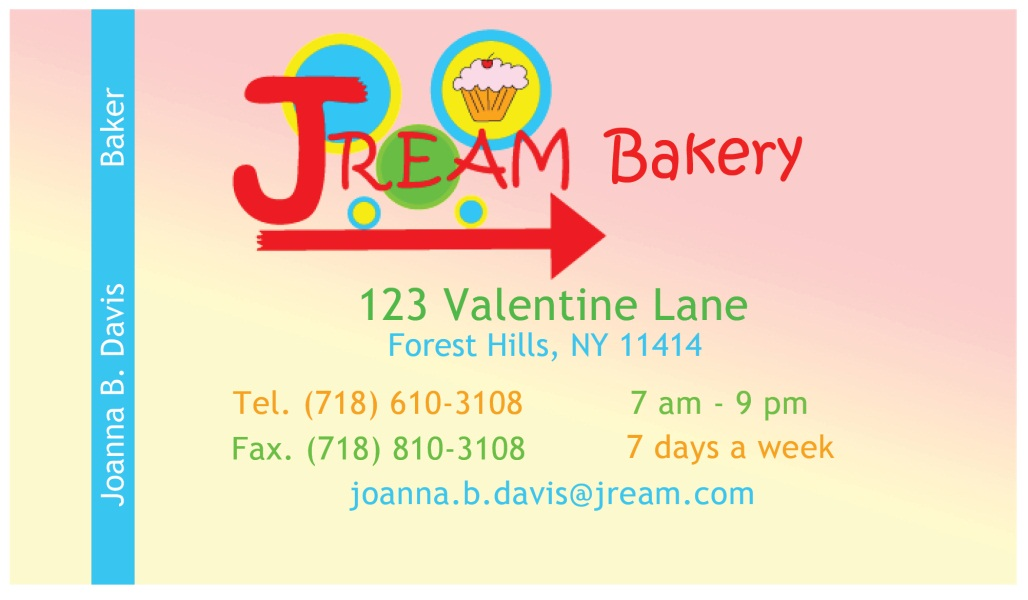 JREAM Bakery
123 Valentine Lane
Forest Hills, NY 11414
Tel. (718) 610-3108
7 am - 9 pm
Fax. (718) 810-3108
7 days a week
joanna.b.davis@jream.com
Joanna B. Davis Baker